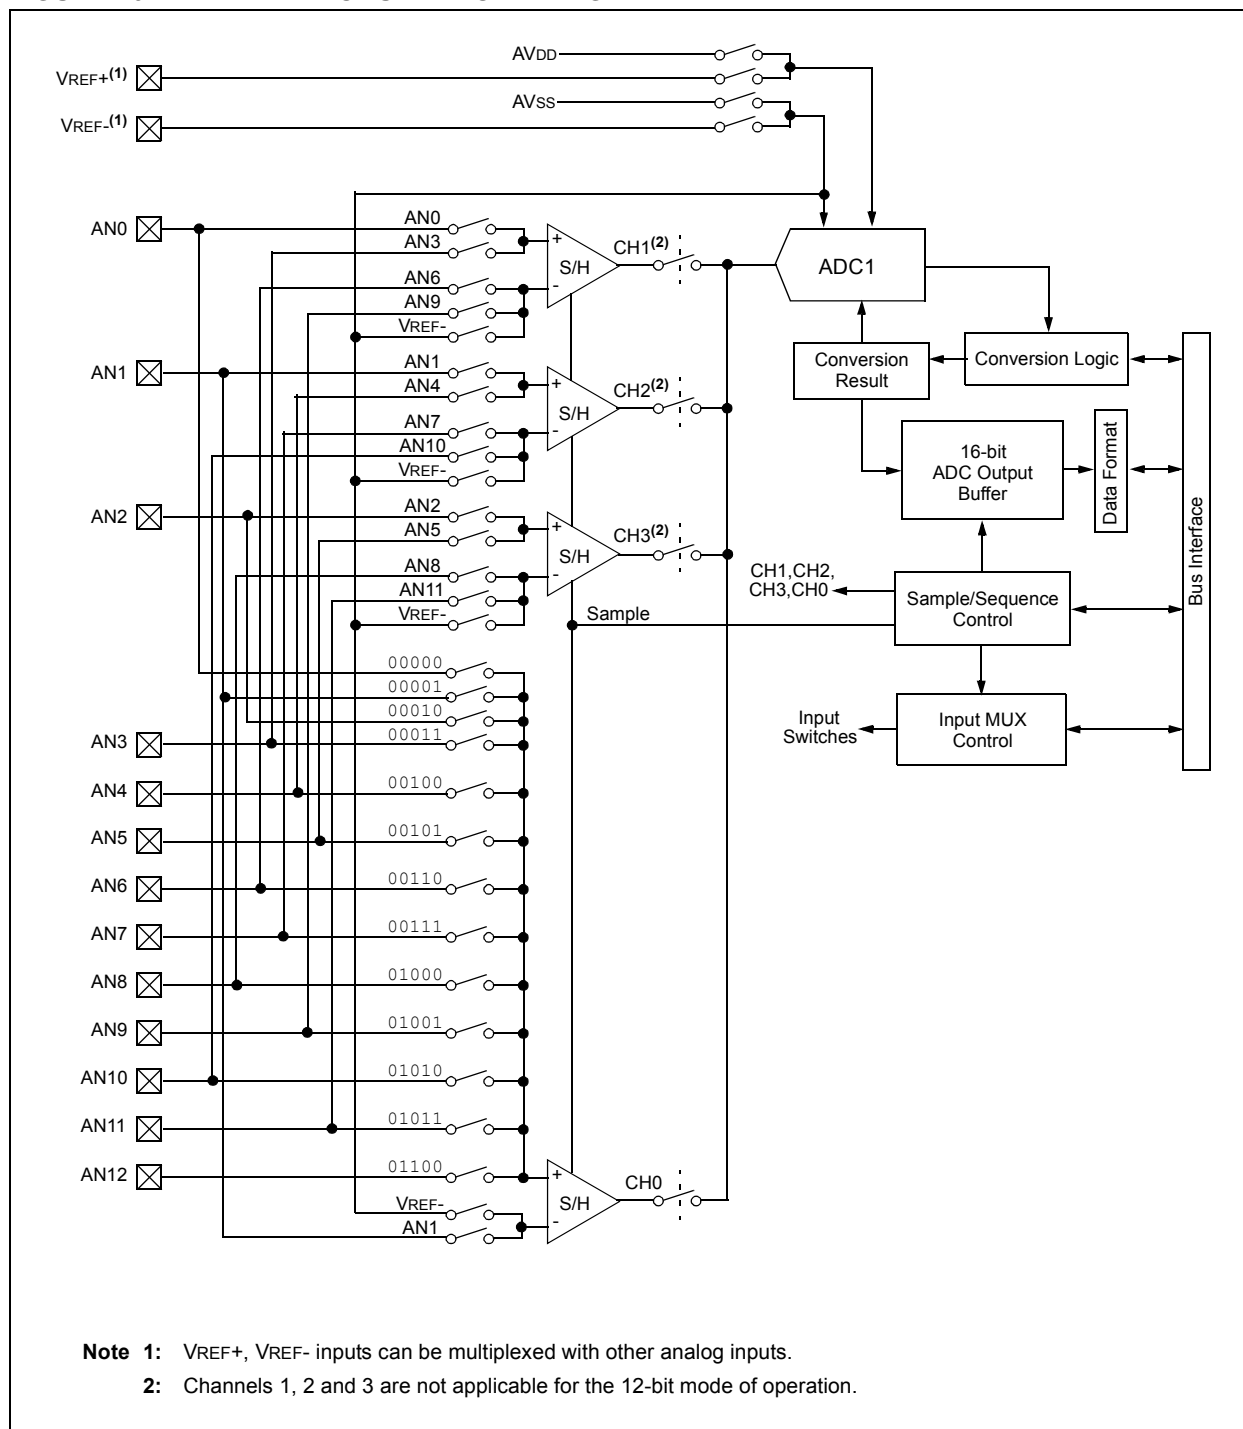 AVDD
VREF+(1)
AVSS
VREF-(1)
AN0
AN0
AN3
CH1(2)
+
S/H
-
ADC1
AN6
AN9
VREF-
Conversion Result
Conversion Logic
AN1
AN1
AN4
CH2(2)
+
S/H
-
AN7
AN10
VREF-
16-bit
ADC Output
Buffer
Data Format
Bus Interface
AN2
AN2
AN5
CH3(2)
+
S/H
-
AN8
AN11
VREF-
CH1,CH2,
CH3,CH0
Sample/Sequence
Control
Sample
00000
00001
00010
AN3
00011
Input
Switches
Input MUX
Control
AN4
00100
AN5
00101
AN6
00110
AN7
00111
AN8
01000
AN9
01001
AN10
01010
AN11
01011
AN12
01100
+
S/H
-
CH0
VREF-
AN1
Note 1: VREF+, VREF- inputs can be multiplexed with other analog inputs.
2: Channels 1, 2 and 3 are not applicable for the 12-bit mode of operation.